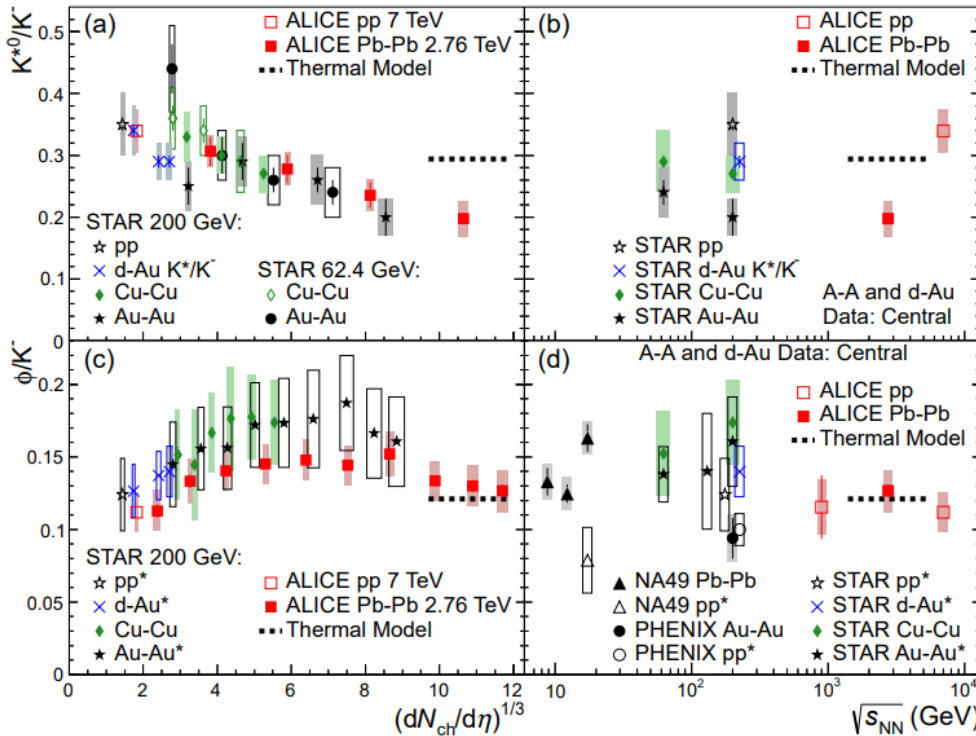 K*0/K-
0.5
0.4
0.3
0.2
0.1
0
(a)
ALICE pp 7 TeV
ALICE Pb-Pb 2.76 TeV
Thermal Model
STAR 200 GeV:
pp
d-Au K*/K-
Cu-Cu
Au-Au
STAR 62.4 GeV:
Cu-Cu
Au-Au
(b)
ALICE pp
ALICE Pb-Pb
Thermal Model
STAR pp
STAR d-Au K*/K-
STAR Cu-Cu
STAR Au-Au
A-A and d-Au
Data: Central
ϕ/K-
0.2
0.15
0.1
0.05
0
(c)
STAR 200 GeV:
pp*
d-Au*
Cu-Cu
Au-Au*
ALICE pp 7 TeV
ALICE Pb-Pb 2.76 TeV
Thermal Model
0 2 4 6 8 10 12
(dNch/dη)1/3
(d)
A-A and d-Au Data: Central
ALICE pp
ALICE Pb-Pb
Thermal Model
NA49 Pb-Pb
NA49 pp*
PHENIX Au-Au
PHENIX pp*
STAR pp*
STAR d-Au*
STAR Cu-Cu
STAR Au-Au*
10 10² 10³ 10⁴
√sNN (GeV)